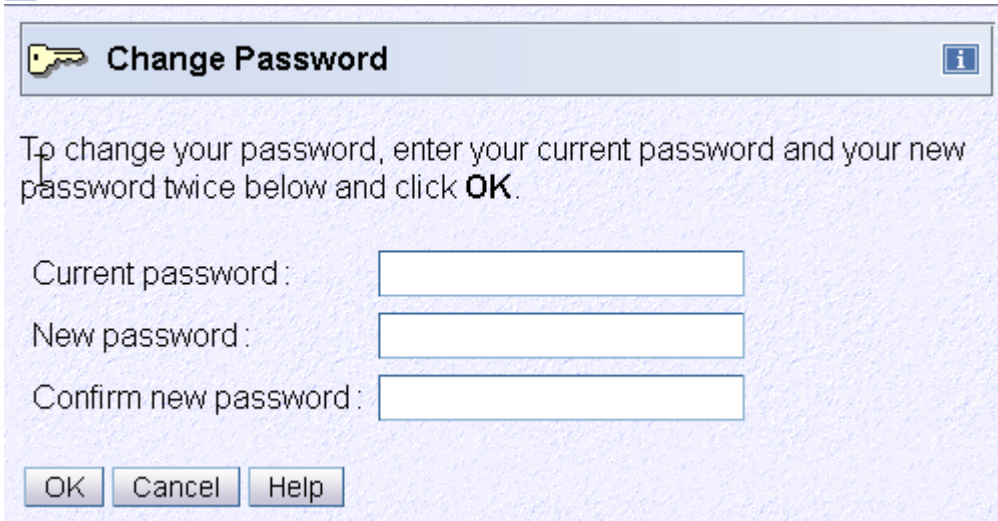 Change Password
i
To change your password, enter your current password and your new
password twice below and click OK.
Current password:
New password:
Confirm new password:
OK Cancel Help